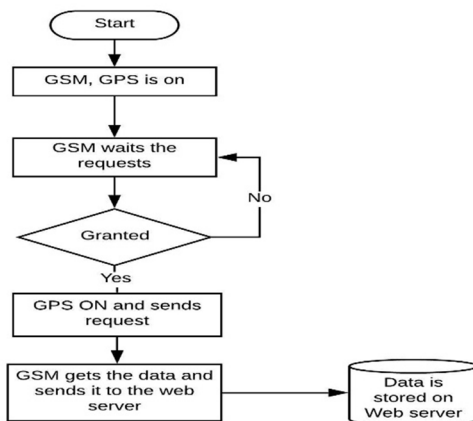 Start
GSM, GPS is on
GSM waits the
requests
No
Granted
Yes
GPS ON and sends
request
GSM gets the data and
sends it to the web
server
Data is
stored on
Web server